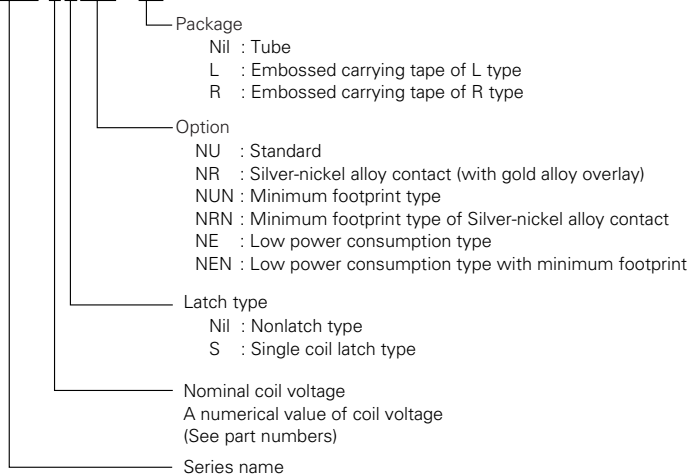 Package
Nil : Tube
L : Embossed carrying tape of L type
R : Embossed carrying tape of R type
Option
NU : Standard
NR : Silver-nickel alloy contact (with gold alloy overlay)
NUN : Minimum footprint type
NRN : Minimum footprint type of Silver-nickel alloy contact
NE : Low power consumption type
NEN : Low power consumption type with minimum footprint
Latch type
Nil : Nonlatch type
S : Single coil latch type
Nominal coil voltage
A numerical value of coil voltage
(See part numbers)
Series name